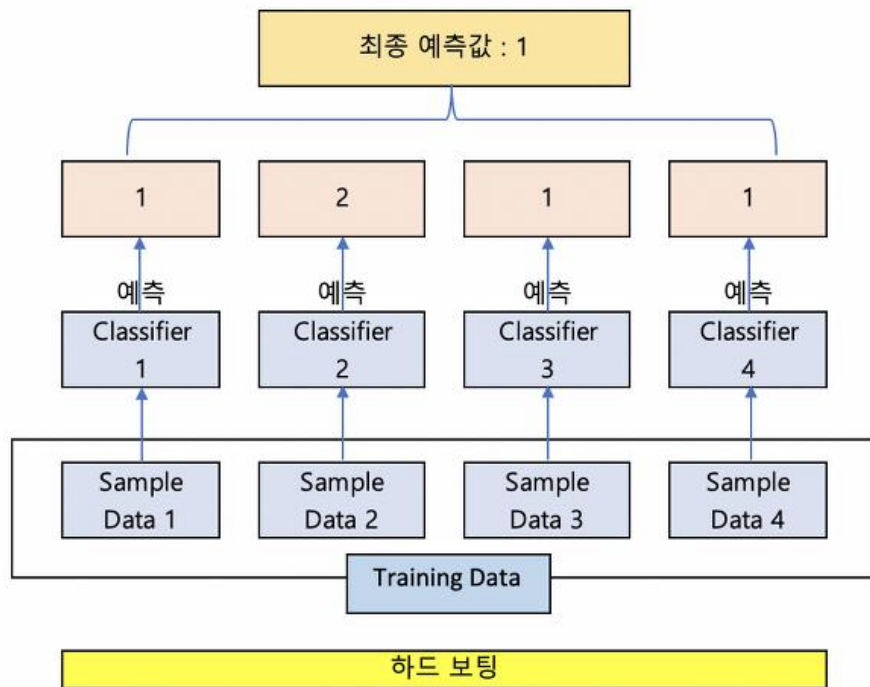 최종 예측값 : 1
1
2
1
1
예측
예측
예측
예측
Classifier
1
Classifier
2
Classifier
3
Classifier
4
Sample
Data 1
Sample
Data 2
Sample
Data 3
Sample
Data 4
Training Data
하드 보팅